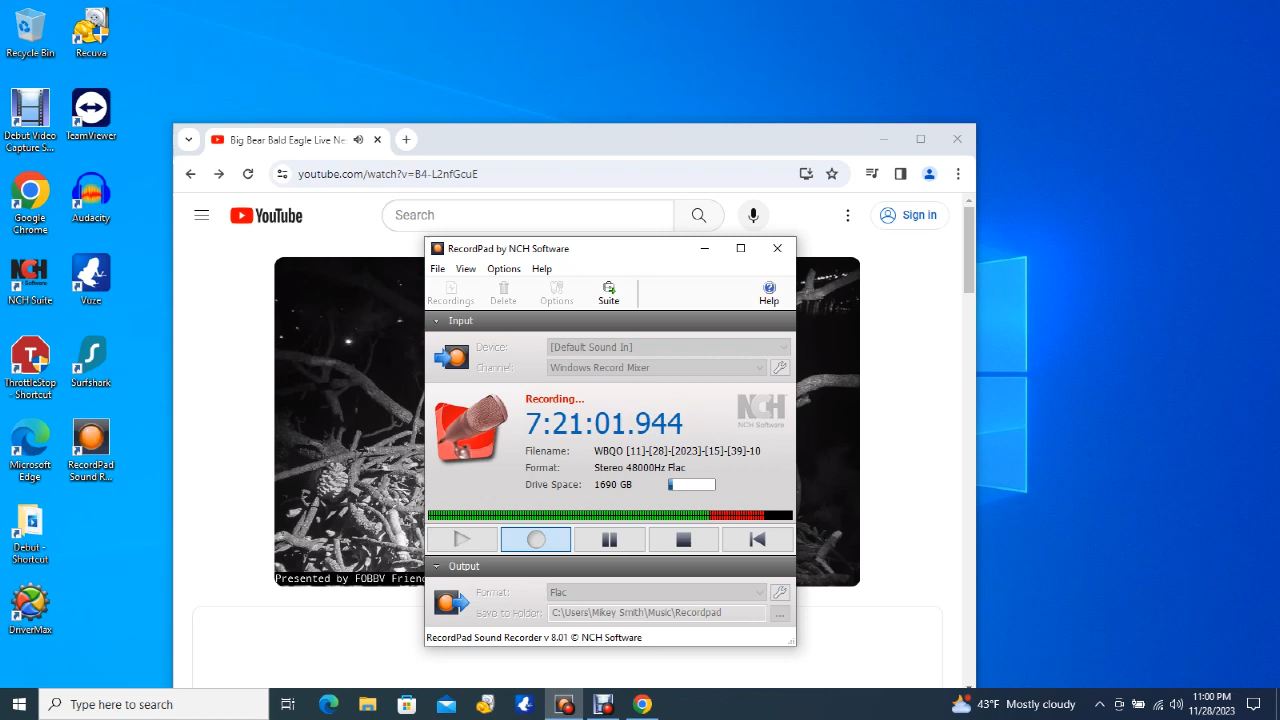 Recycle Bin
Recuva
Debut Video
Capture S...
TeamViewer
Google
Chrome
Audacity
NCH
NCH Suite
Vuze
ThrottleStop
- Shortcut
Surfshark
Microsoft
Edge
RecordPad
Sound R...
Debut -
Shortcut
DriverMax
Big Bear Bald Eagle Live Ne
youtube.com/watch?v=B4-L2nfGcuE
YouTube
Search
Sign in
Presented by FOBBV Frien
RecordPad by NCH Software
File View Options Help
Recordings Delete Options Suite Help
Input
Device: [Default Sound In]
Channel: Windows Record Mixer
Recording...
7:21:01.944
NCH
NCH Software
Filename: WBQO [11]-[28]-[2023]-[15]-[39]-10
Format: Stereo 48000Hz Flac
Drive Space: 1690 GB
Output
Format: Flac
Save to Folder: C:\Users\Mikey Smith\Music\Recordpad ...
RecordPad Sound Recorder v 8.01 © NCH Software
Type here to search
43°F Mostly cloudy
11:00 PM
11/28/2023